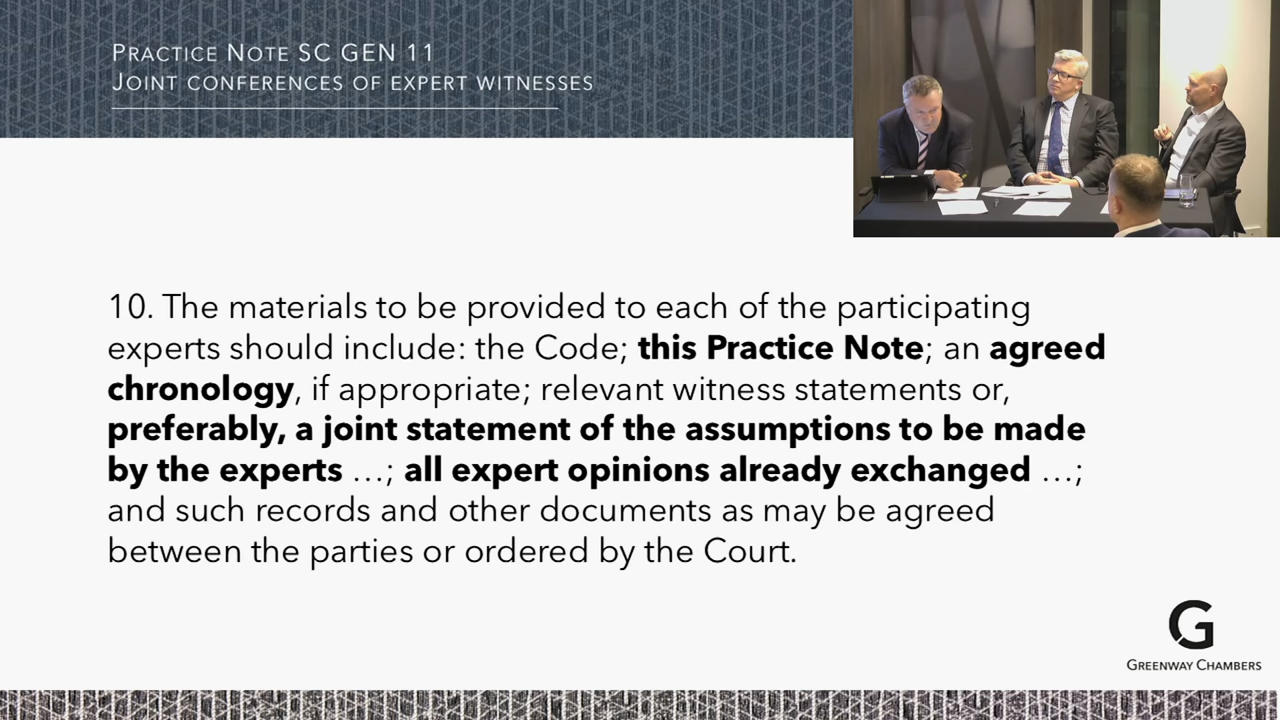 PRACTICE NOTE SC GEN 11
JOINT CONFERENCES OF EXPERT WITNESSES
10. The materials to be provided to each of the participating
experts should include: the Code; this Practice Note; an agreed
chronology, if appropriate; relevant witness statements or,
preferably, a joint statement of the assumptions to be made
by the experts …; all expert opinions already exchanged …;
and such records and other documents as may be agreed
between the parties or ordered by the Court.
G
GREENWAY CHAMBERS